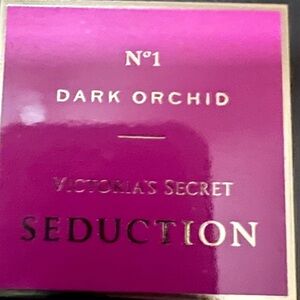 Nº1
DARK ORCHID
VICTORIA'S SECRET
SEDUCTION